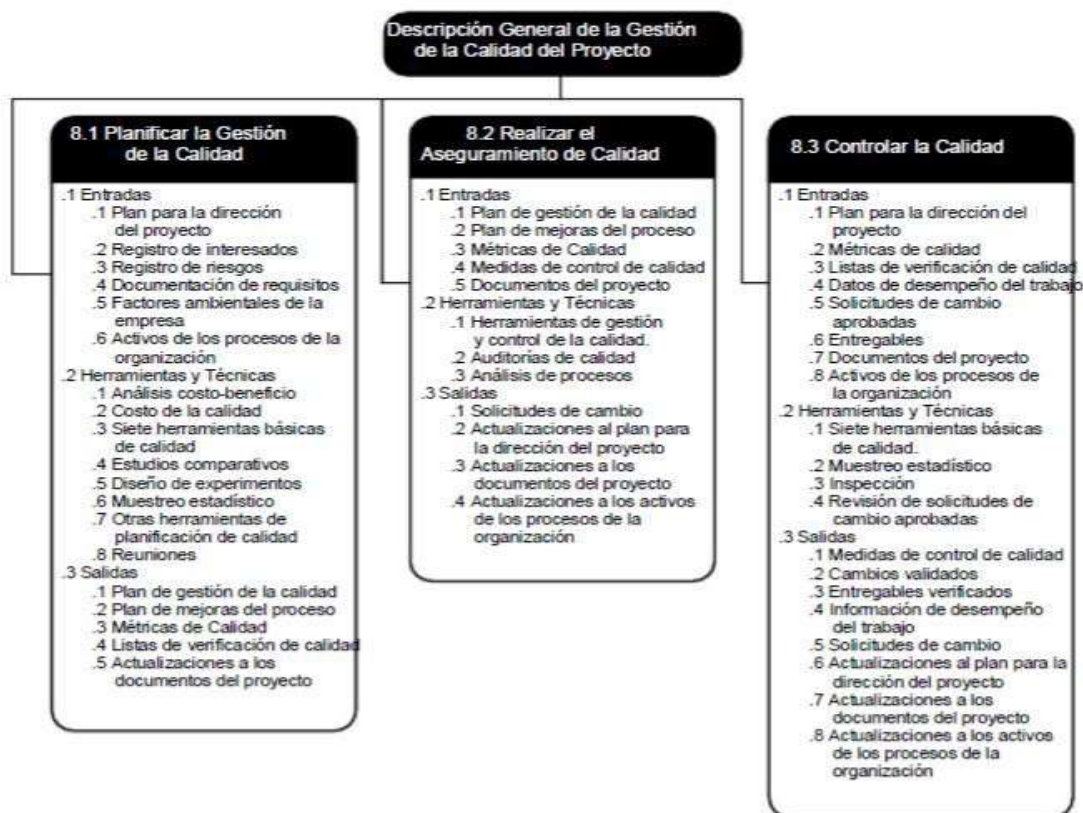 Descripción General de la Gestión
de la Calidad del Proyecto
8.1 Planificar la Gestión
de la Calidad
.1 Entradas
.1 Plan para la dirección
del proyecto
.2 Registro de interesados
.3 Registro de riesgos
.4 Documentación de requisitos
.5 Factores ambientales de la
empresa
.6 Activos de los procesos de la
organización
.2 Herramientas y Técnicas
.1 Análisis costo-beneficio
.2 Costo de la calidad
.3 Siete herramientas básicas
de calidad
.4 Estudios comparativos
.5 Diseño de experimentos
.6 Muestreo estadístico
.7 Otras herramientas de
planificación de calidad
.8 Reuniones
.3 Salidas
.1 Plan de gestión de la calidad
.2 Plan de mejoras del proceso
.3 Métricas de Calidad
.4 Listas de verificación de calidad
.5 Actualizaciones a los
documentos del proyecto
8.2 Realizar el
Aseguramiento de Calidad
.1 Entradas
.1 Plan de gestión de la calidad
.2 Plan de mejoras del proceso
.3 Métricas de Calidad
.4 Medidas de control de calidad
.5 Documentos del proyecto
.2 Herramientas y Técnicas
.1 Herramientas de gestión
y control de la calidad.
.2 Auditorías de calidad
.3 Análisis de procesos
.3 Salidas
.1 Solicitudes de cambio
.2 Actualizaciones al plan para
la dirección del proyecto
.3 Actualizaciones a los
documentos del proyecto
.4 Actualizaciones a los activos
de los procesos de la
organización
8.3 Controlar la Calidad
.1 Entradas
.1 Plan para la dirección del
proyecto
.2 Métricas de calidad
.3 Listas de verificación de calidad
.4 Datos de desempeño del trabajo
.5 Solicitudes de cambio
aprobadas
.6 Entregables
.7 Documentos del proyecto
.8 Activos de los procesos de
la organización
.2 Herramientas y Técnicas
.1 Siete herramientas básicas
de calidad.
.2 Muestreo estadístico
.3 Inspección
.4 Revisión de solicitudes de
cambio aprobadas
.3 Salidas
.1 Medidas de control de calidad
.2 Cambios validados
.3 Entregables verificados
.4 Información de desempeño
del trabajo
.5 Solicitudes de cambio
.6 Actualizaciones al plan para la
dirección del proyecto
.7 Actualizaciones a los
documentos del proyecto
.8 Actualizaciones a los activos
de los procesos de la
organización